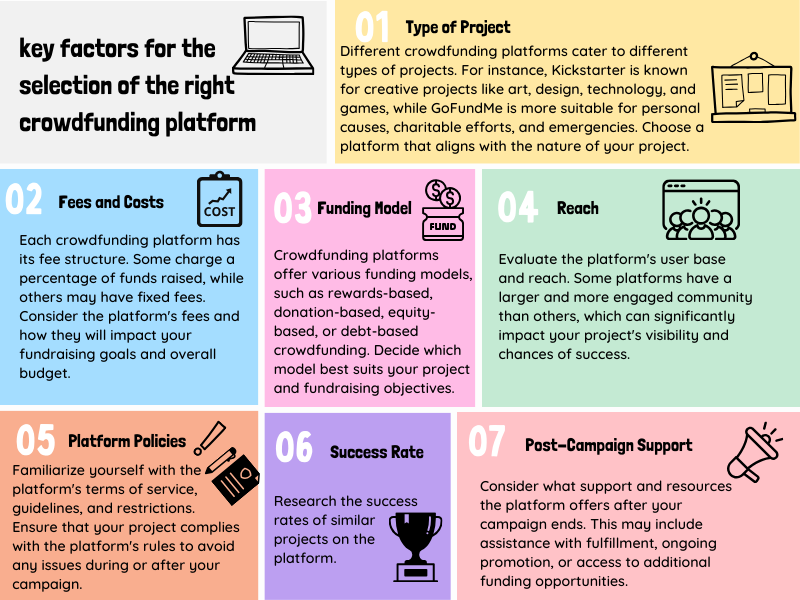 key factors for the
selection of the right
crowdfunding platform
01 Type of Project
Different crowdfunding platforms cater to different
types of projects. For instance, Kickstarter is known
for creative projects like art, design, technology, and
games, while GoFundMe is more suitable for personal
causes, charitable efforts, and emergencies. Choose a
platform that aligns with the nature of your project.
02 Fees and Costs
COST
Each crowdfunding platform has
its fee structure. Some charge a
percentage of funds raised, while
others may have fixed fees.
Consider the platform's fees and
how they will impact your
fundraising goals and overall
budget.
03 Funding Model
$ $
FUND
Crowdfunding platforms
offer various funding models,
such as rewards-based,
donation-based, equity-
based, or debt-based
crowdfunding. Decide which
model best suits your project
and fundraising objectives.
04 Reach
Evaluate the platform's user base
and reach. Some platforms have a
larger and more engaged community
than others, which can significantly
impact your project's visibility and
chances of success.
05 Platform Policies
Familiarize yourself with the
platform's terms of service,
guidelines, and restrictions.
Ensure that your project complies
with the platform's rules to avoid
any issues during or after your
campaign.
06 Success Rate
Research the success
rates of similar
projects on the
platform.
07 Post-Campaign Support
Consider what support and resources
the platform offers after your
campaign ends. This may include
assistance with fulfillment, ongoing
promotion, or access to additional
funding opportunities.